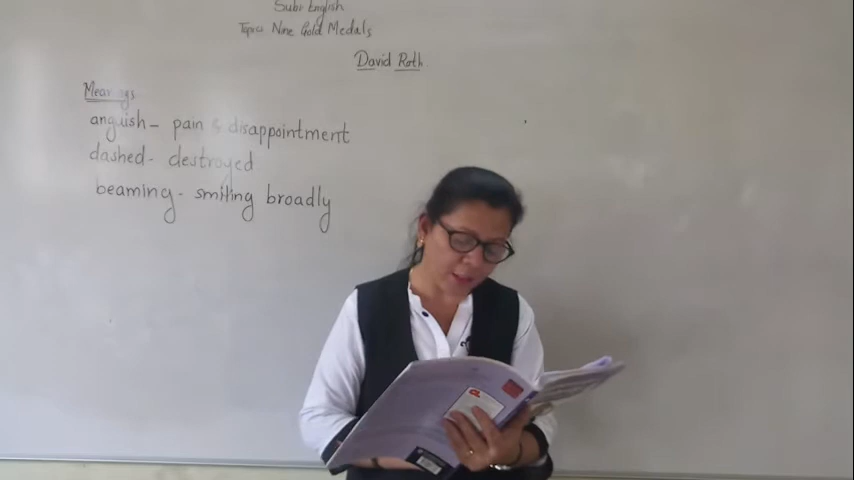 Sub: English
Topic: Nine Gold Medals
David Roth
Meanings
anguish - pain & disappointment
dashed - destroyed
beaming - smiling broadly